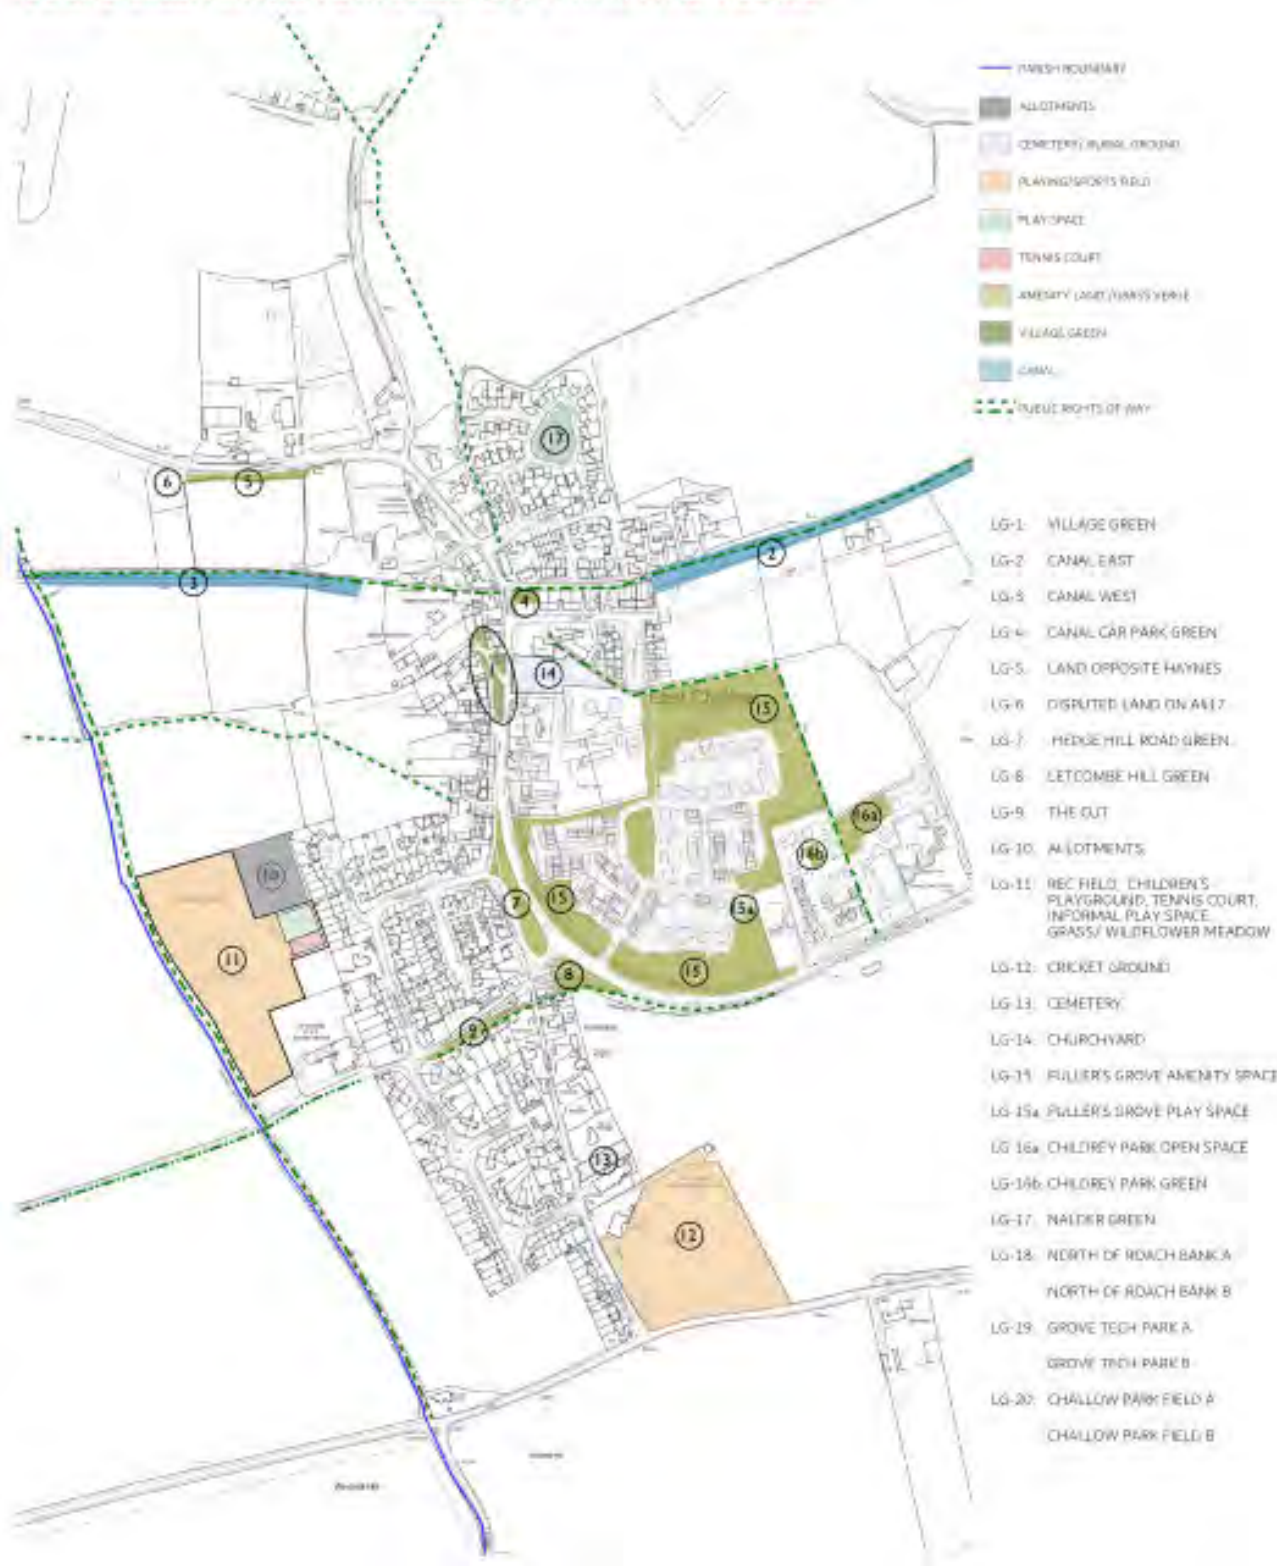 PARISH BOUNDARY
ALLOTMENTS
CEMETERY/ BURIAL GROUND
PLAYING/SPORTS FIELD
PLAY SPACE
TENNIS COURT
AMENITY LAND /GRASS VERGE
VILLAGE GREEN
CANAL
PUBLIC RIGHTS OF WAY
LG-1: VILLAGE GREEN
LG-2 CANAL EAST
LG-3 CANAL WEST
LG-4: CANAL CAR PARK GREEN
LG-5: LAND OPPOSITE HAYNES
LG-6 DISPUTED LAND ON A417
LG-7: HEDGE HILL ROAD GREEN
LG-8 LETCOMBE HILL GREEN
LG-9: THE CUT
LG-10: ALLOTMENTS
LG-11: REC FIELD, CHILDREN'S
PLAYGROUND, TENNIS COURT,
INFORMAL PLAY SPACE,
GRASS/ WILDFLOWER MEADOW
LG-12: CRICKET GROUND
LG-13: CEMETERY
LG-14: CHURCHYARD
LG-15 FULLER'S GROVE AMENITY SPACE
LG-15a FULLER'S GROVE PLAY SPACE
LG 16a CHILDREY PARK OPEN SPACE
LG-16b CHILDREY PARK GREEN
LG-17: NALDER GREEN
LG-18: NORTH OF ROACH BANK A
NORTH OF ROACH BANK B
LG-19: GROVE TECH PARK A
GROVE TECH PARK B
LG-20: CHALLOW PARK FIELD A
CHALLOW PARK FIELD B
17
6
5
2
3
4
14
15
16a
16b
10
7
15
15a
11
8
15
9
13
12